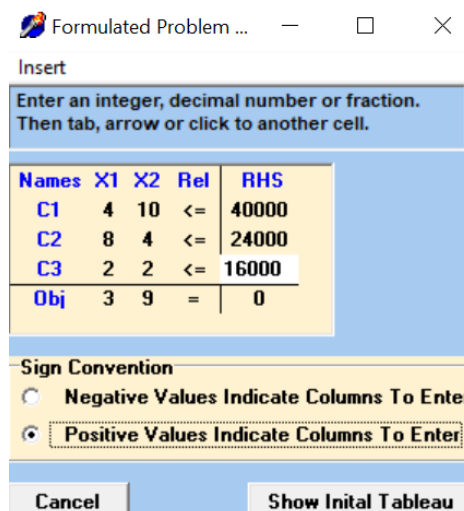 Formulated Problem ...
Insert
Enter an integer, decimal number or fraction.
Then tab, arrow or click to another cell.
Names X1 X2 Rel RHS
C1 4 10 <= 40000
C2 8 4 <= 24000
C3 2 2 <= 16000
Obj 3 9 = 0
Sign Convention
Negative Values Indicate Columns To Ente
Positive Values Indicate Columns To Enter
Cancel Show Inital Tableau